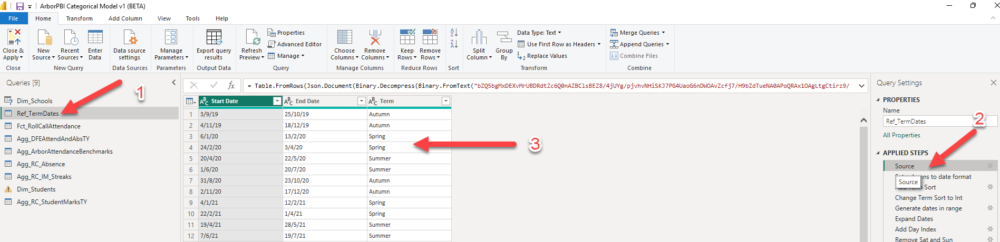 ArborPBI Categorical Model v1 (BETA)
File Home Transform Add Column View Tools Help
Close & Apply
New Source
Recent Sources
Enter Data
Data source settings
Manage Parameters
Export query results
Refresh Preview
Properties
Advanced Editor
Manage
Choose Columns
Remove Columns
Keep Rows
Remove Rows
Split Column
Group By
Data Type: Text
Use First Row as Headers
Replace Values
Merge Queries
Append Queries
Combine Files
Close New Query Data Sources Parameters Output Data Query Manage Columns Reduce Rows Sort Transform Combine
Queries [9]
Dim_Schools
Ref_TermDates
Fct_RollCallAttendance
Agg_DFEAttendAndAbsTY
Agg_ArborAttendanceBenchmarks
Agg_RC_Absence
Agg_RC_IM_Streaks
Dim_Students
Agg_RC_StudentMarksTY
1
= Table.FromRows(Json.Document(Binary.Decompress(Binary.FromText(
Start Date End Date Term
1 3/9/19 25/10/19 Autumn
2 4/11/19 18/12/19 Autumn
3 6/1/20 13/2/20 Spring
4 24/2/20 3/4/20 Spring
5 20/4/20 22/5/20 Summer
6 1/6/20 20/7/20 Summer
7 31/8/20 23/10/20 Autumn
8 2/11/20 17/12/20 Autumn
9 4/1/21 12/2/21 Spring
10 22/2/21 1/4/21 Spring
11 19/4/21 28/5/21 Summer
12 7/6/21 19/7/21 Summer
3
Query Settings
PROPERTIES
Name
Ref_TermDates
2
All Properties
APPLIED STEPS
Source
to date format
Source
Sort
Change Term Sort to Int
Generate dates in range
Expand Dates
Add Day Index
Remove Sat and Sun